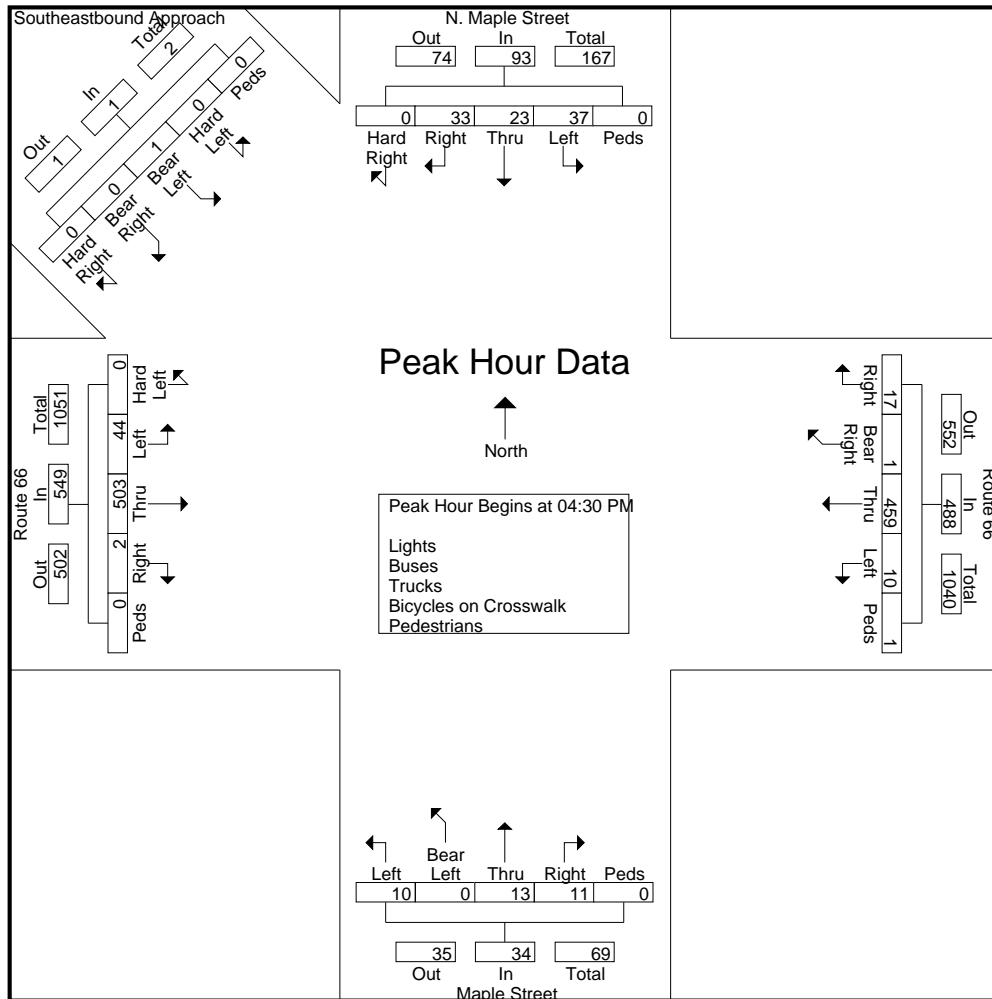 Southeastbound Approach
Out In Total
1 1 2
0 0 1 0 0
Hard Right
Bear Right
Bear Left
Hard Left
Peds
N. Maple Street
Out In Total
74 93 167
0 33 23 37 0
Hard Right
Right
Thru
Left
Peds
Route 66
Total In Out
1051 549 502
0 44 503 2 0
Hard Left
Left
Thru
Right
Peds
Peak Hour Data
North
Peak Hour Begins at 04:30 PM
Lights
Buses
Trucks
Bicycles on Crosswalk
Pedestrians
Right
Bear Right
Thru
Left
Peds
17 1 459 10 1
Out In Total
552 488 1040
Route 66
Left
Bear Left
Thru
Right
Peds
10 0 13 11 0
35 34 69
Out In Total
Maple Street